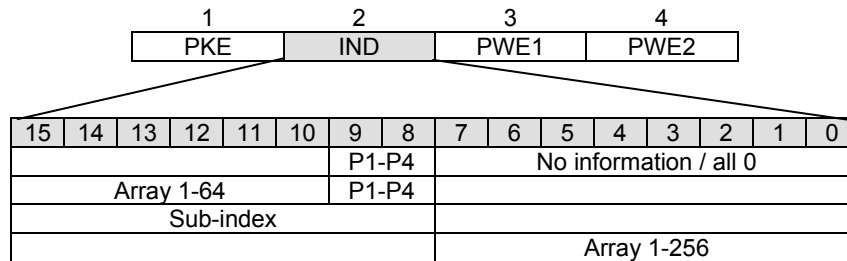 1 2 3 4
PKE IND PWE1 PWE2
15 14 13 12 11 10 9 8 7 6 5 4 3 2 1 0
P1-P4 No information / all 0
Array 1-64 P1-P4
Sub-index
Array 1-256